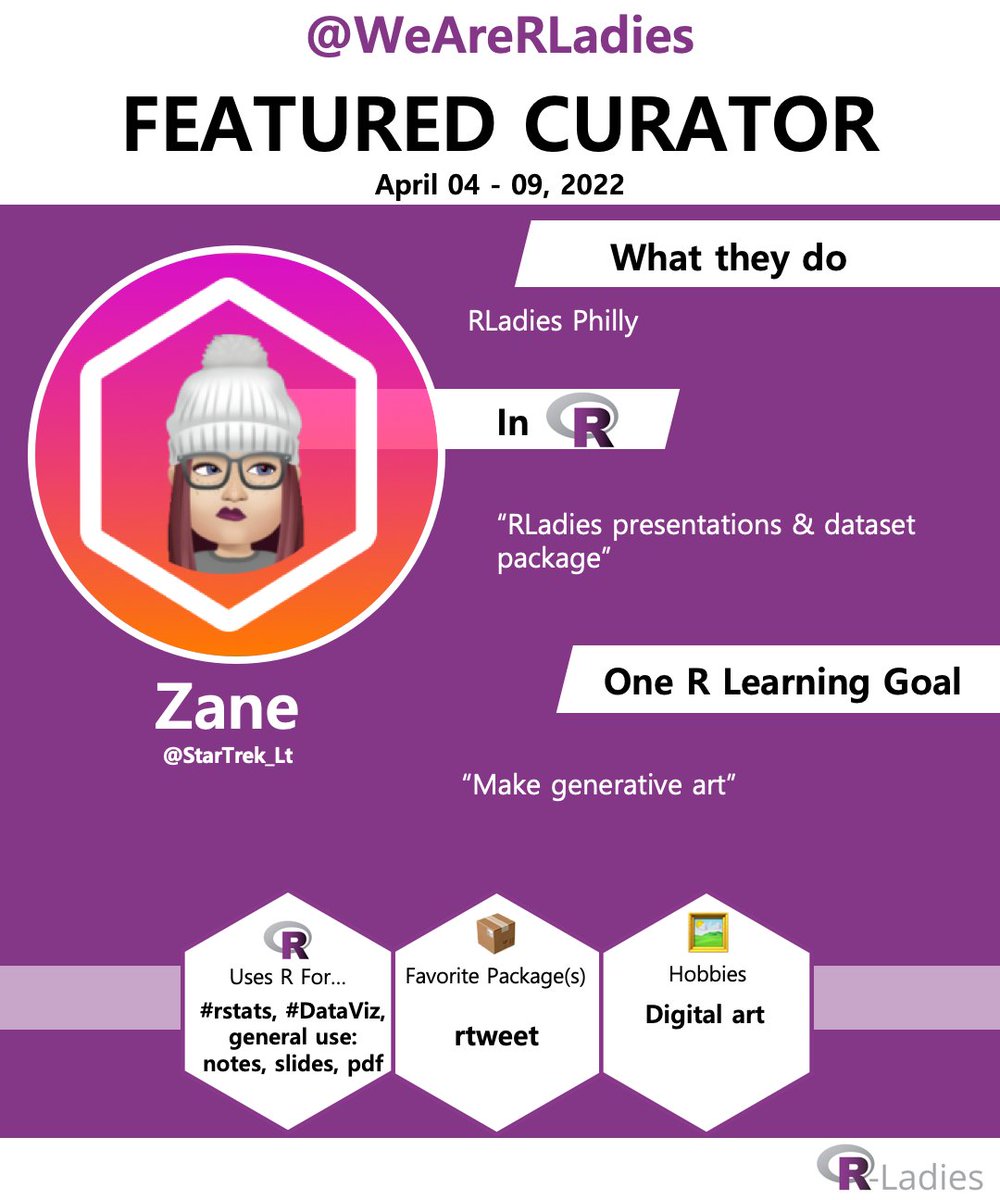 @WeAreRLadies
FEATURED CURATOR
April 04 - 09, 2022
What they do
RLadies Philly
In R
“RLadies presentations & dataset
package”
One R Learning Goal
Zane
@StarTrek_Lt
“Make generative art”
R
Uses R For...
#rstats, #DataViz,
general use:
notes, slides, pdf
Favorite Package(s)
rtweet
Hobbies
Digital art
R-Ladies